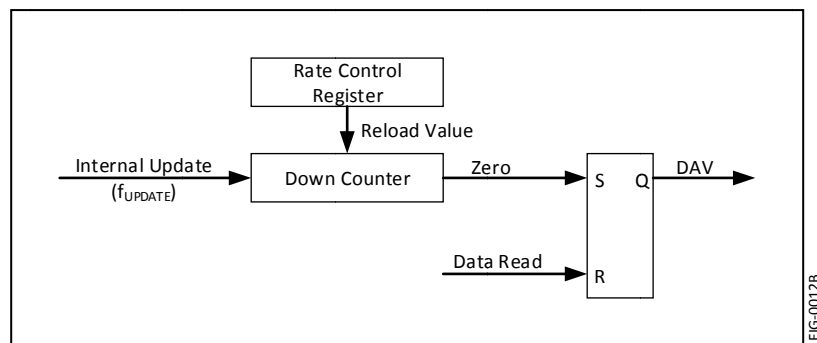 Rate Control
Register
Reload Value
Internal Update
(fUPDATE)
Down Counter
Zero
S
Q
DAV
Data Read
R
FIG-0012B